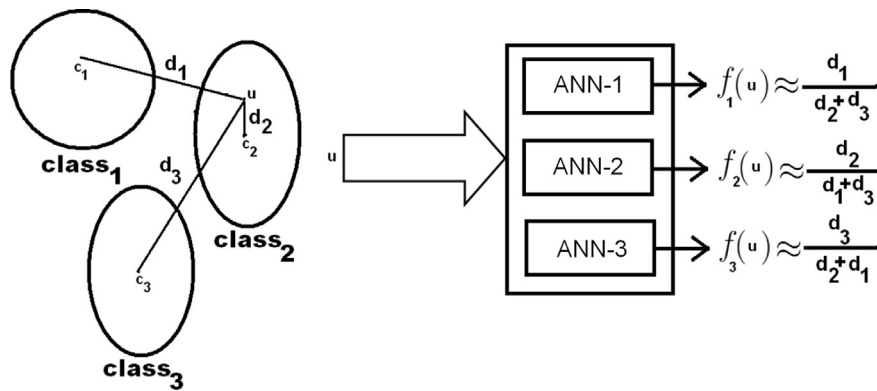 c₁
d₁
u
d₂
c₂
class₁
d₃
class₂
c₃
class₃
u
ANN-1
f₁(u) ≈ d₁ / d₂+d₃
ANN-2
f₂(u) ≈ d₂ / d₁+d₃
ANN-3
f₃(u) ≈ d₃ / d₂+d₁